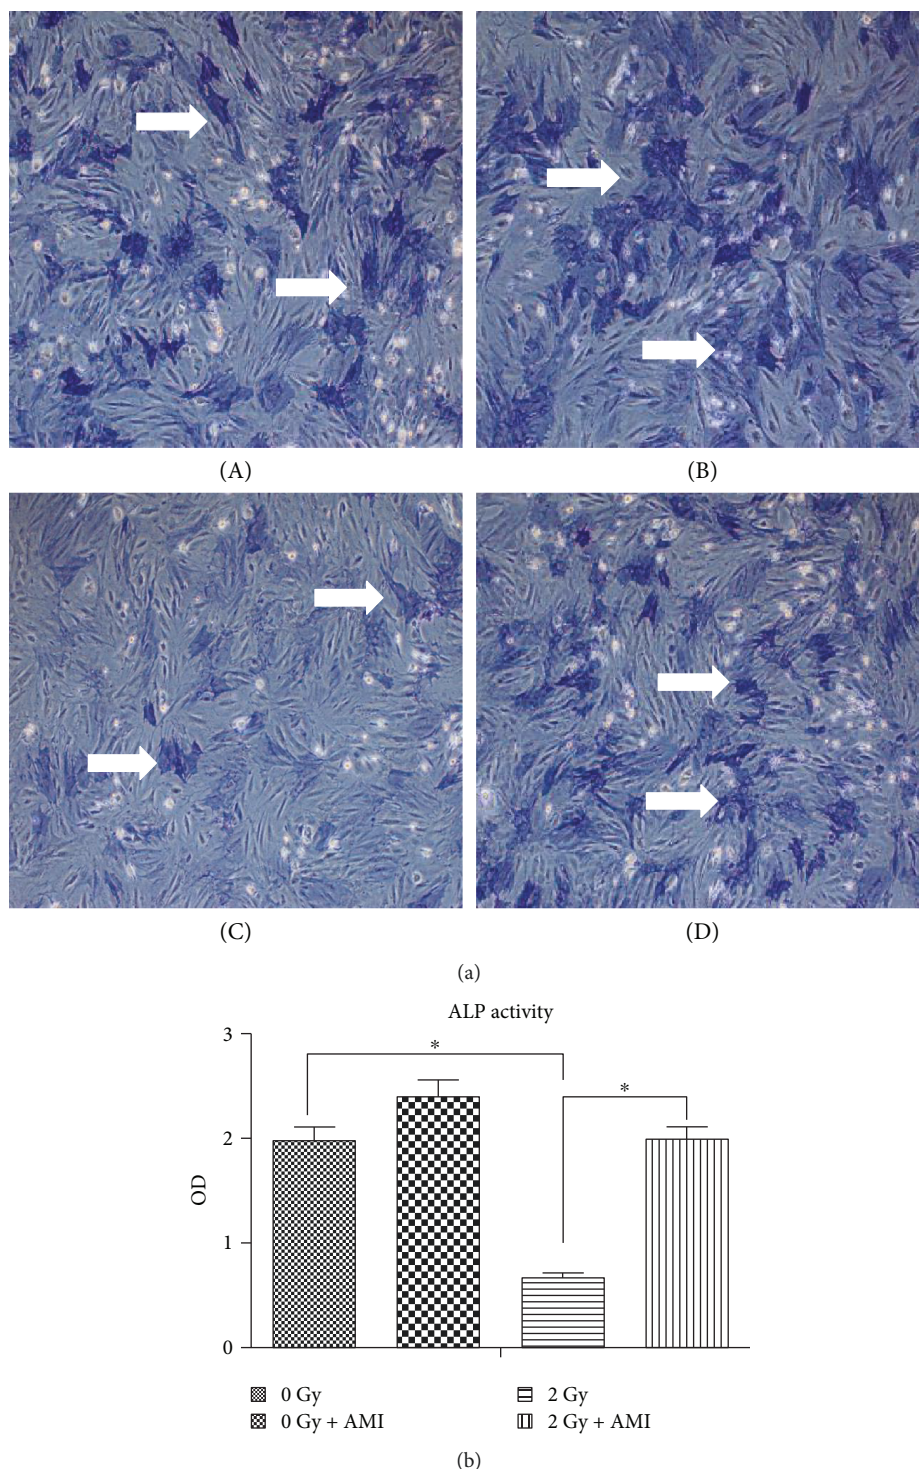 (A)
(B)
(C)
(D)
(a)
ALP activity
3
*
*
2
OD
1
0
0 Gy
2 Gy
0 Gy + AMI
2 Gy + AMI
(b)